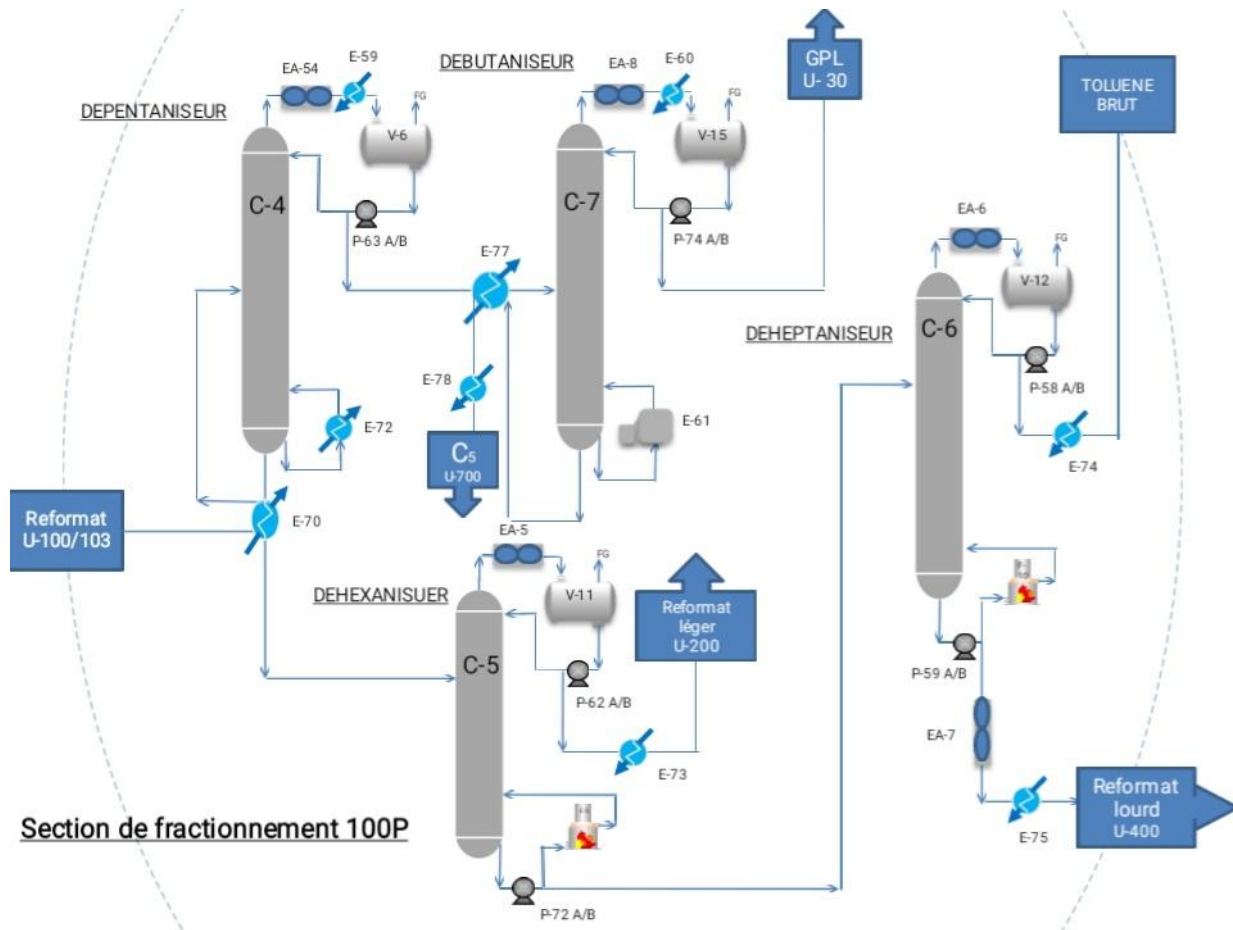 E-59
DEBUTANISEUR
E-60
GPL
U- 30
EA-54
EA-8
TOLUENE
BRUT
DEPENTANISEUR
FG
FG
V-6
V-15
C-4
C-7
EA-6
P-63 A/B
P-74 A/B
E-77
FG
V-12
DEHEPTANISEUR
C-6
P-58 A/B
E-78
E-72
E-61
C5
U-700
E-74
Reformat
U-100/103
E-70
EA-5
FG
DEHEXANISUER
V-11
Reformat
léger
U-200
C-5
P-62 A/B
P-59 A/B
EA-7
E-73
Reformat
lourd
U-400
Section de fractionnement 100P
E-75
P-72 A/B